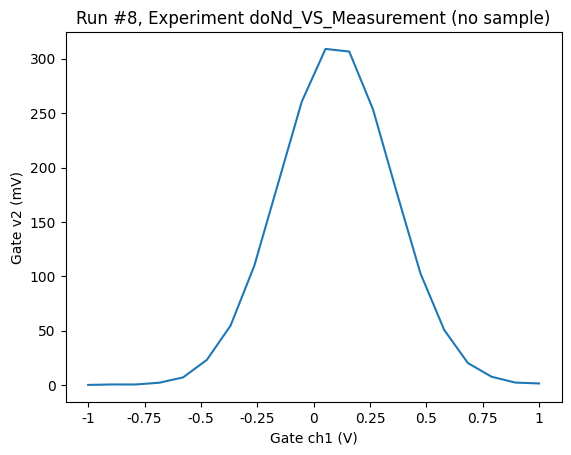 Run #8, Experiment doNd_VS_Measurement (no sample)
300
250
200
150
100
50
0
Gate v2 (mV)
-1 -0.75 -0.5 -0.25 0 0.25 0.5 0.75 1
Gate ch1 (V)